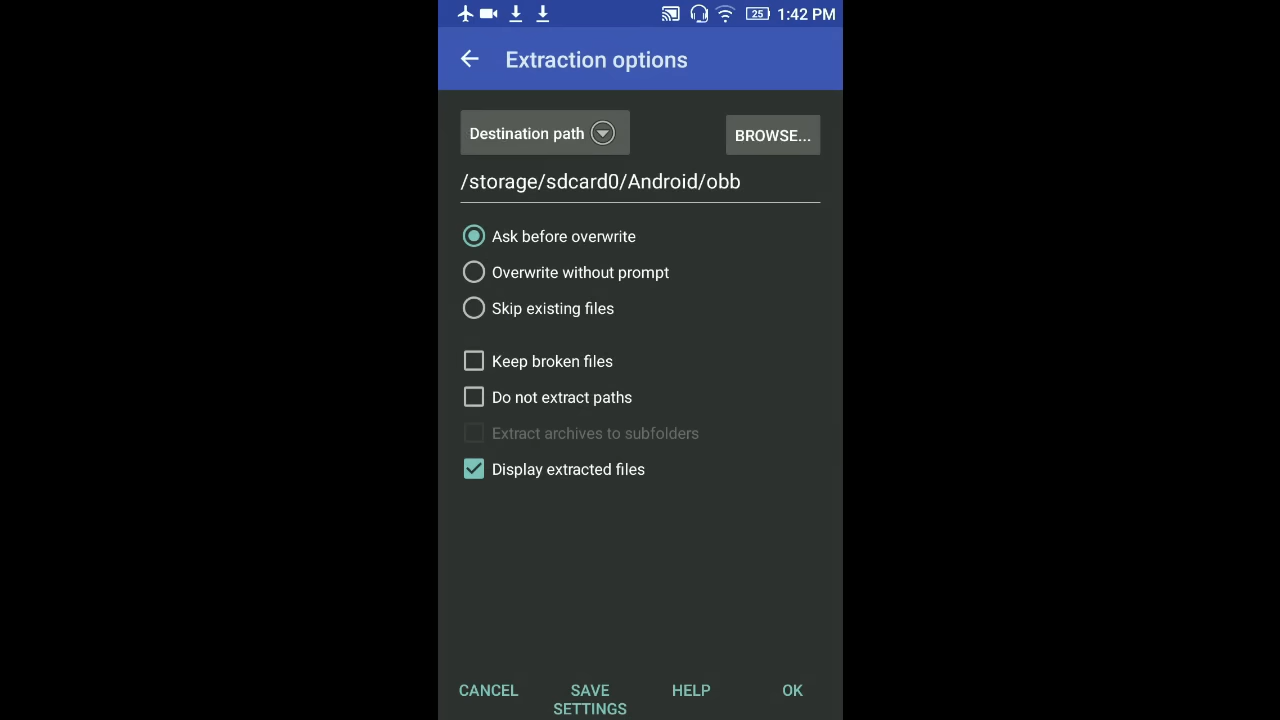 25 1:42 PM
Extraction options
Destination path
BROWSE...
/storage/sdcard0/Android/obb
Ask before overwrite
Overwrite without prompt
Skip existing files
Keep broken files
Do not extract paths
Extract archives to subfolders
Display extracted files
CANCEL
SAVE
SETTINGS
HELP
OK